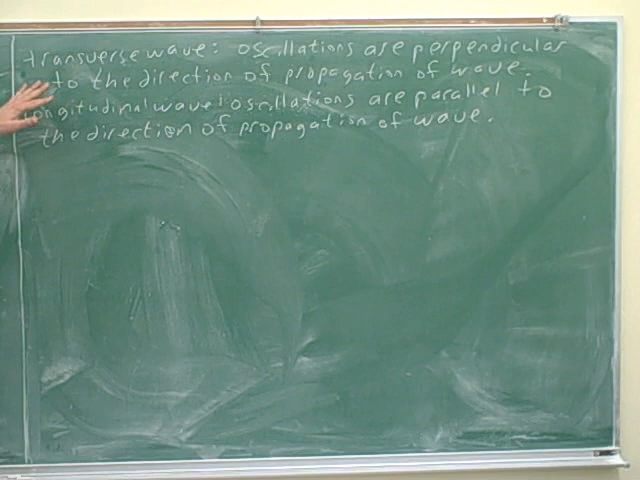 transverse wave: oscillations are perpendicular
to the direction of propagation of wave.
longitudinal wave: oscillations are parallel to
the direction of propagation of wave.